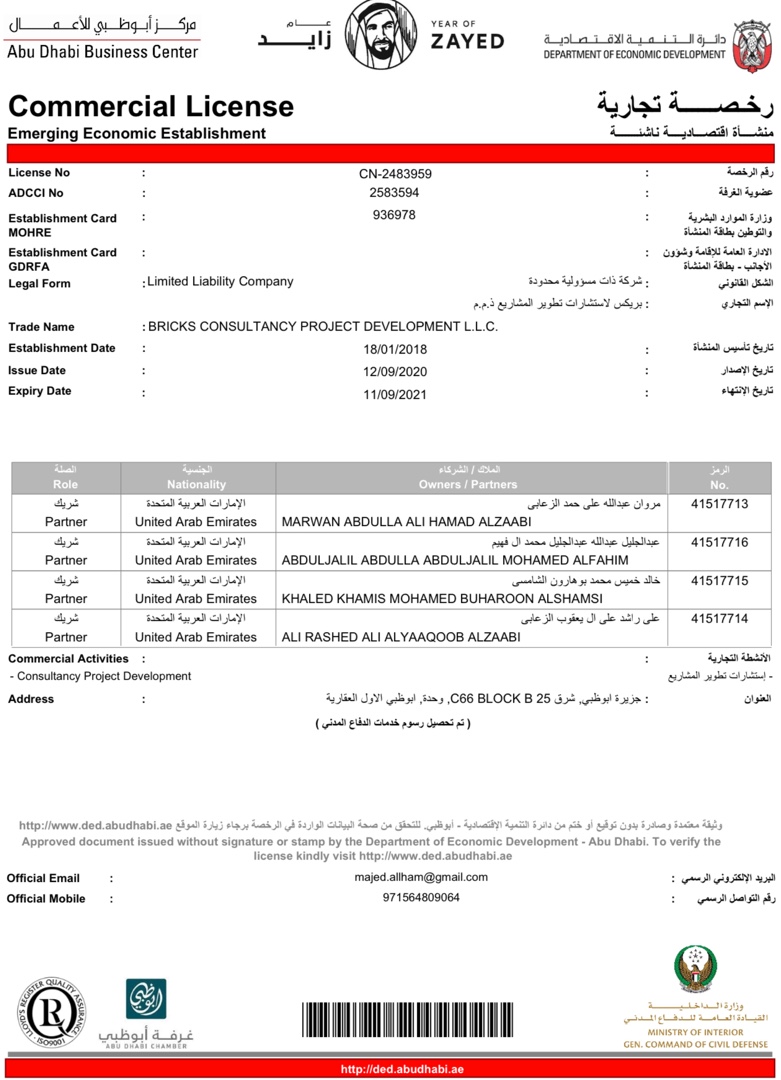 مركز أبوظبي للأعمال
Abu Dhabi Business Center
عام
زايد
YEAR OF
ZAYED
دائرة التنمية الاقتصادية
DEPARTMENT OF ECONOMIC DEVELOPMENT
Commercial License
رخصة تجارية
Emerging Economic Establishment
منشأة اقتصادية ناشئة
License No : CN-2483959 : رقم الرخصة
ADCCI No : 2583594 : عضوية الغرفة
Establishment Card MOHRE : 936978 : وزارة الموارد البشرية والتوطين بطاقة المنشأة
Establishment Card GDRFA : : الادارة العامة للإقامة وشؤون الأجانب - بطاقة المنشأة
Legal Form : Limited Liability Company شركة ذات مسؤولية محدودة : الشكل القانوني
بريكس لاستشارات تطوير المشاريع ذ.م.م : الإسم التجاري
Trade Name : BRICKS CONSULTANCY PROJECT DEVELOPMENT L.L.C.
Establishment Date : 18/01/2018 : تاريخ تأسيس المنشأة
Issue Date : 12/09/2020 : تاريخ الإصدار
Expiry Date : 11/09/2021 : تاريخ الإنتهاء
الصلة الجنسية الملاك / الشركاء الرمز
Role Nationality Owners / Partners No.
شريك الإمارات العربية المتحدة مروان عبدالله على حمد الزعابى 41517713
Partner United Arab Emirates MARWAN ABDULLA ALI HAMAD ALZAABI
شريك الإمارات العربية المتحدة عبدالجليل عبدالله عبدالجليل محمد ال فهيم 41517716
Partner United Arab Emirates ABDULJALIL ABDULLA ABDULJALIL MOHAMED ALFAHIM
شريك الإمارات العربية المتحدة خالد خميس محمد بوهارون الشامسى 41517715
Partner United Arab Emirates KHALED KHAMIS MOHAMED BUHAROON ALSHAMSI
شريك الإمارات العربية المتحدة على راشد على ال يعقوب الزعابى 41517714
Partner United Arab Emirates ALI RASHED ALI ALYAAQOOB ALZAABI
Commercial Activities : : الأنشطة التجارية
- Consultancy Project Development
- إستشارات تطوير المشاريع
Address : جزيرة ابوظبي, شرق 25 C66 BLOCK B, وحدة, ابوظبي الاول العقارية : العنوان
( تم تحصيل رسوم خدمات الدفاع المدني )
وثيقة معتمدة وصادرة بدون توقيع أو ختم من دائرة التنمية الإقتصادية - أبوظبي. للتحقق من صحة البيانات الواردة في الرخصة برجاء زيارة الموقع http://www.ded.abudhabi.ae
Approved document issued without signature or stamp by the Department of Economic Development - Abu Dhabi. To verify the
license kindly visit http://www.ded.abudhabi.ae
Official Email : majed.allham@gmail.com : البريد الإلكتروني الرسمي
Official Mobile : 971564809064 : رقم التواصل الرسمي
LLOYD'S REGISTER QUALITY ASSURANCE
LRQ
ISO9001
أبوظبي
غرفة أبوظبي
ABU DHABI CHAMBER
وزارة الداخلية
القيادة العامة للدفاع المدني
MINISTRY OF INTERIOR
GEN. COMMAND OF CIVIL DEFENSE
http://ded.abudhabi.ae